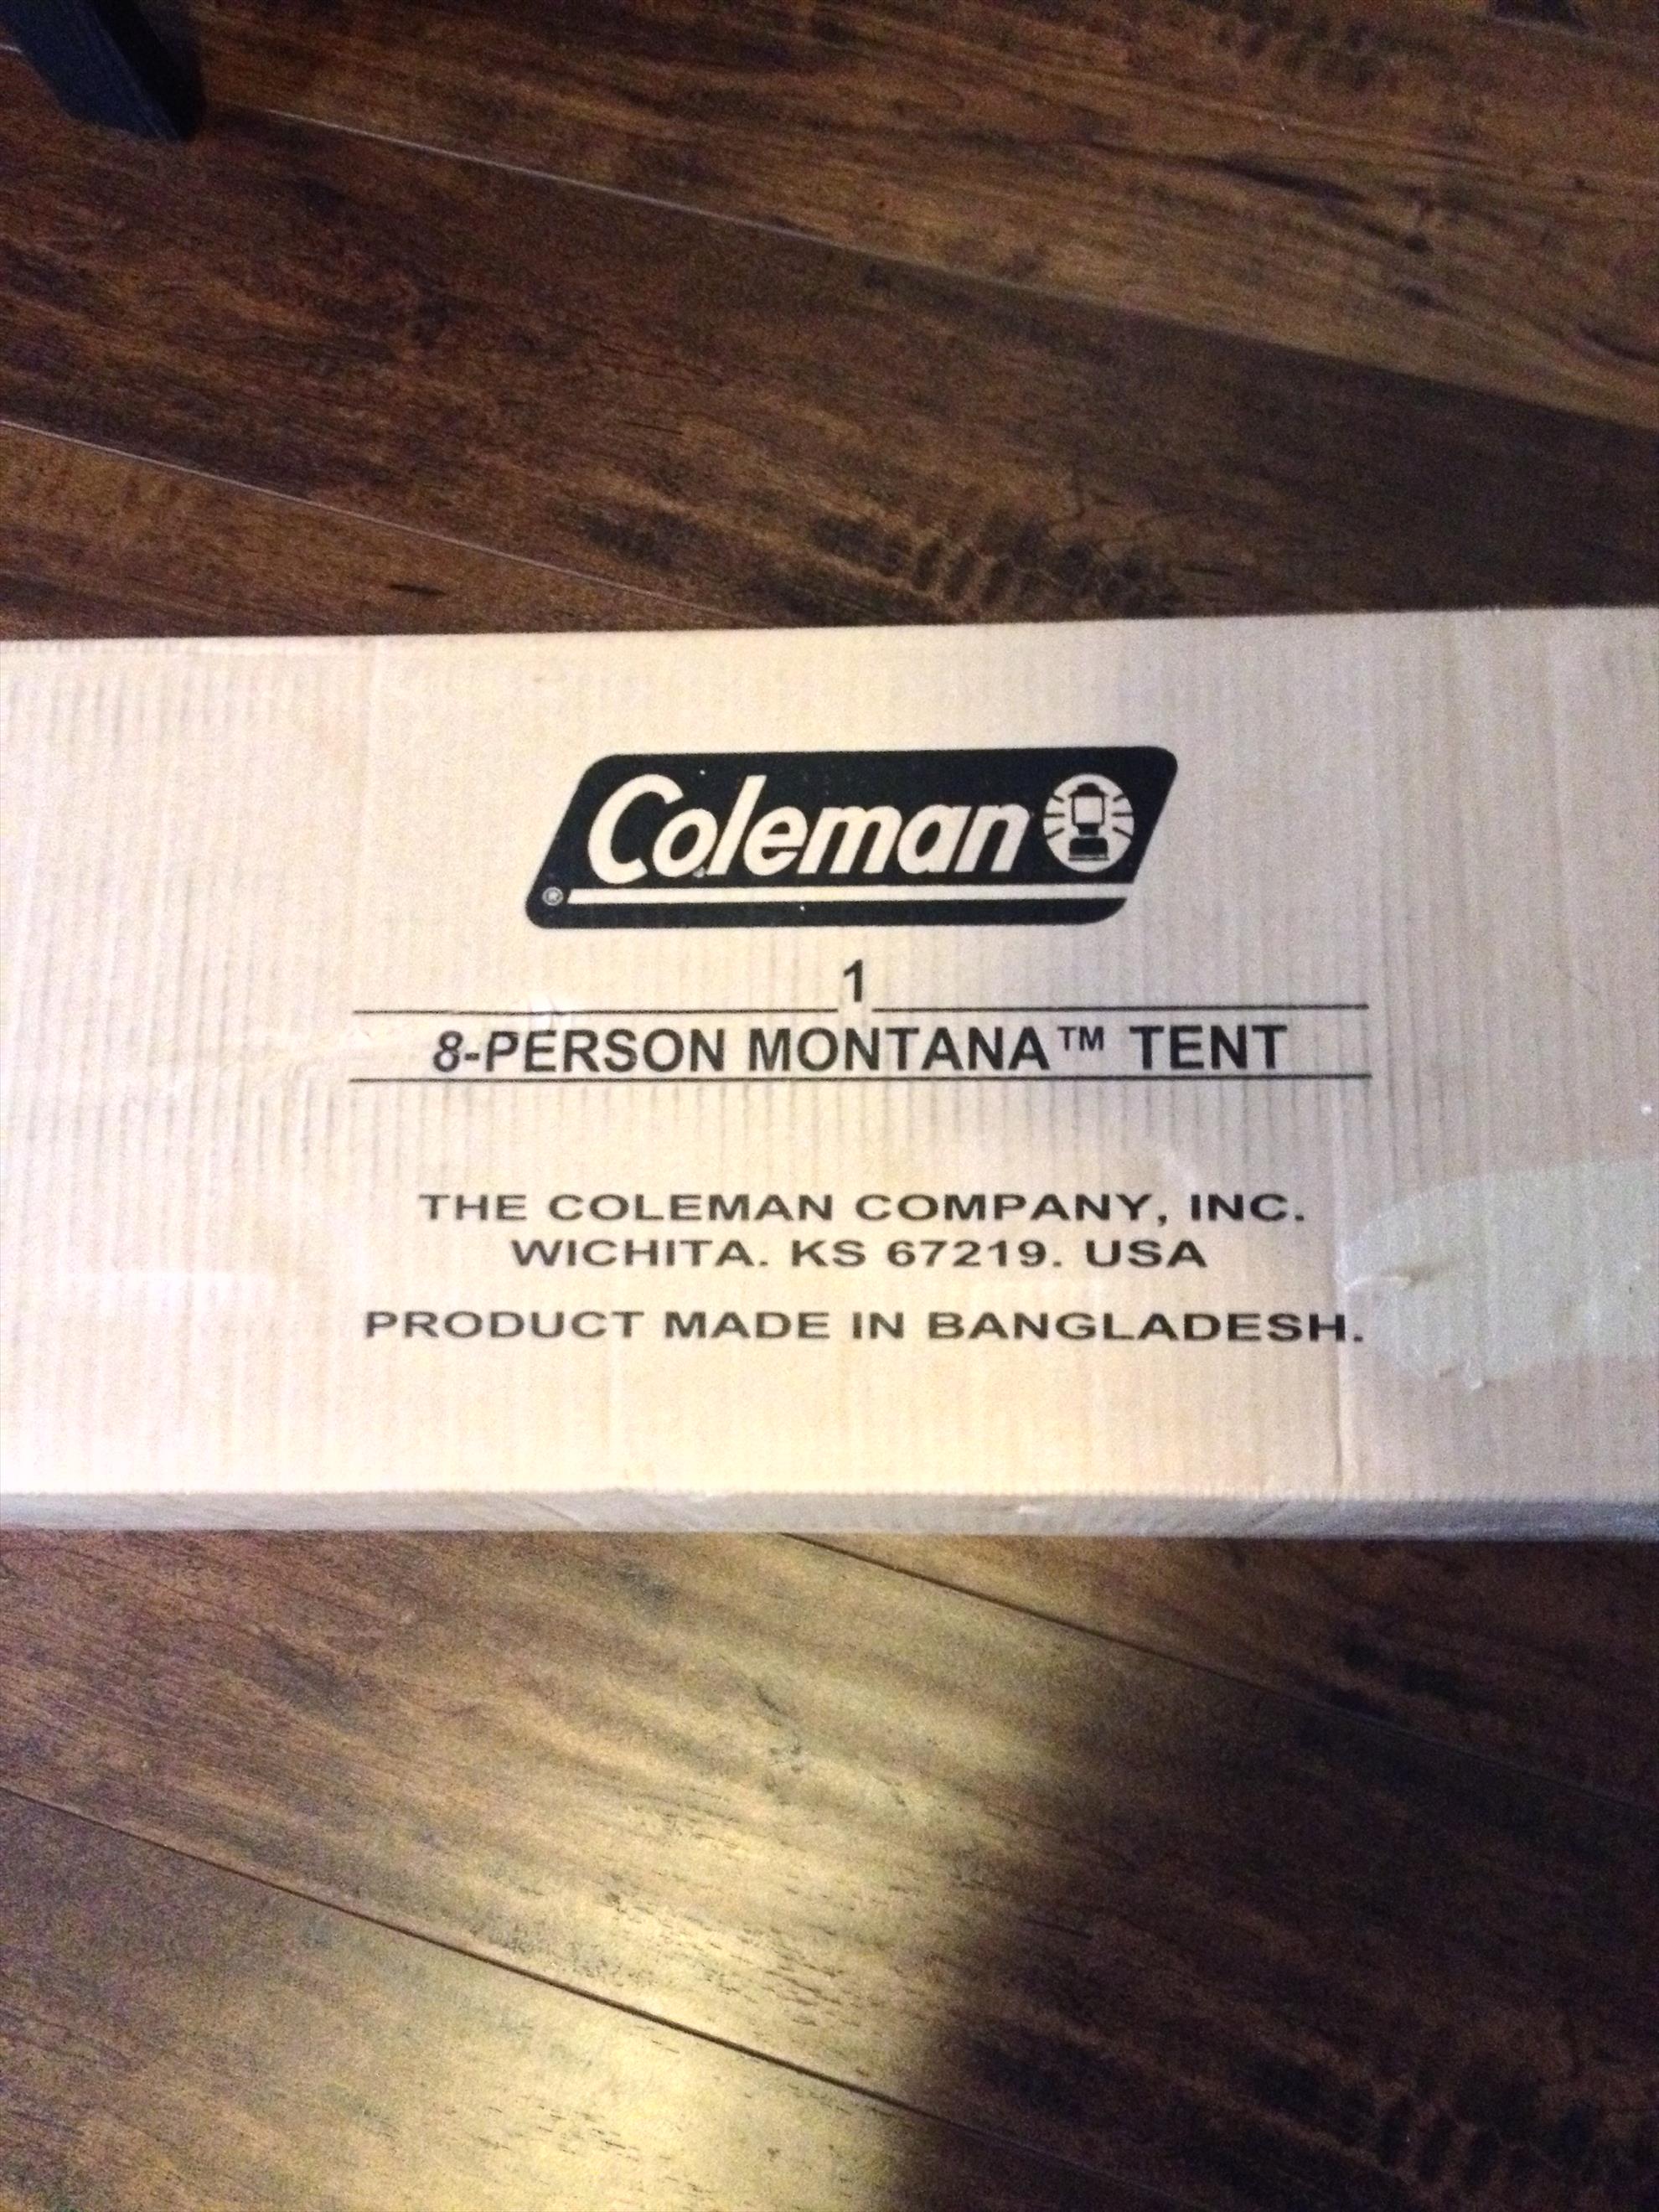 Coleman
®
1
8-PERSON MONTANA™ TENT
THE COLEMAN COMPANY, INC.
WICHITA. KS 67219. USA
PRODUCT MADE IN BANGLADESH.